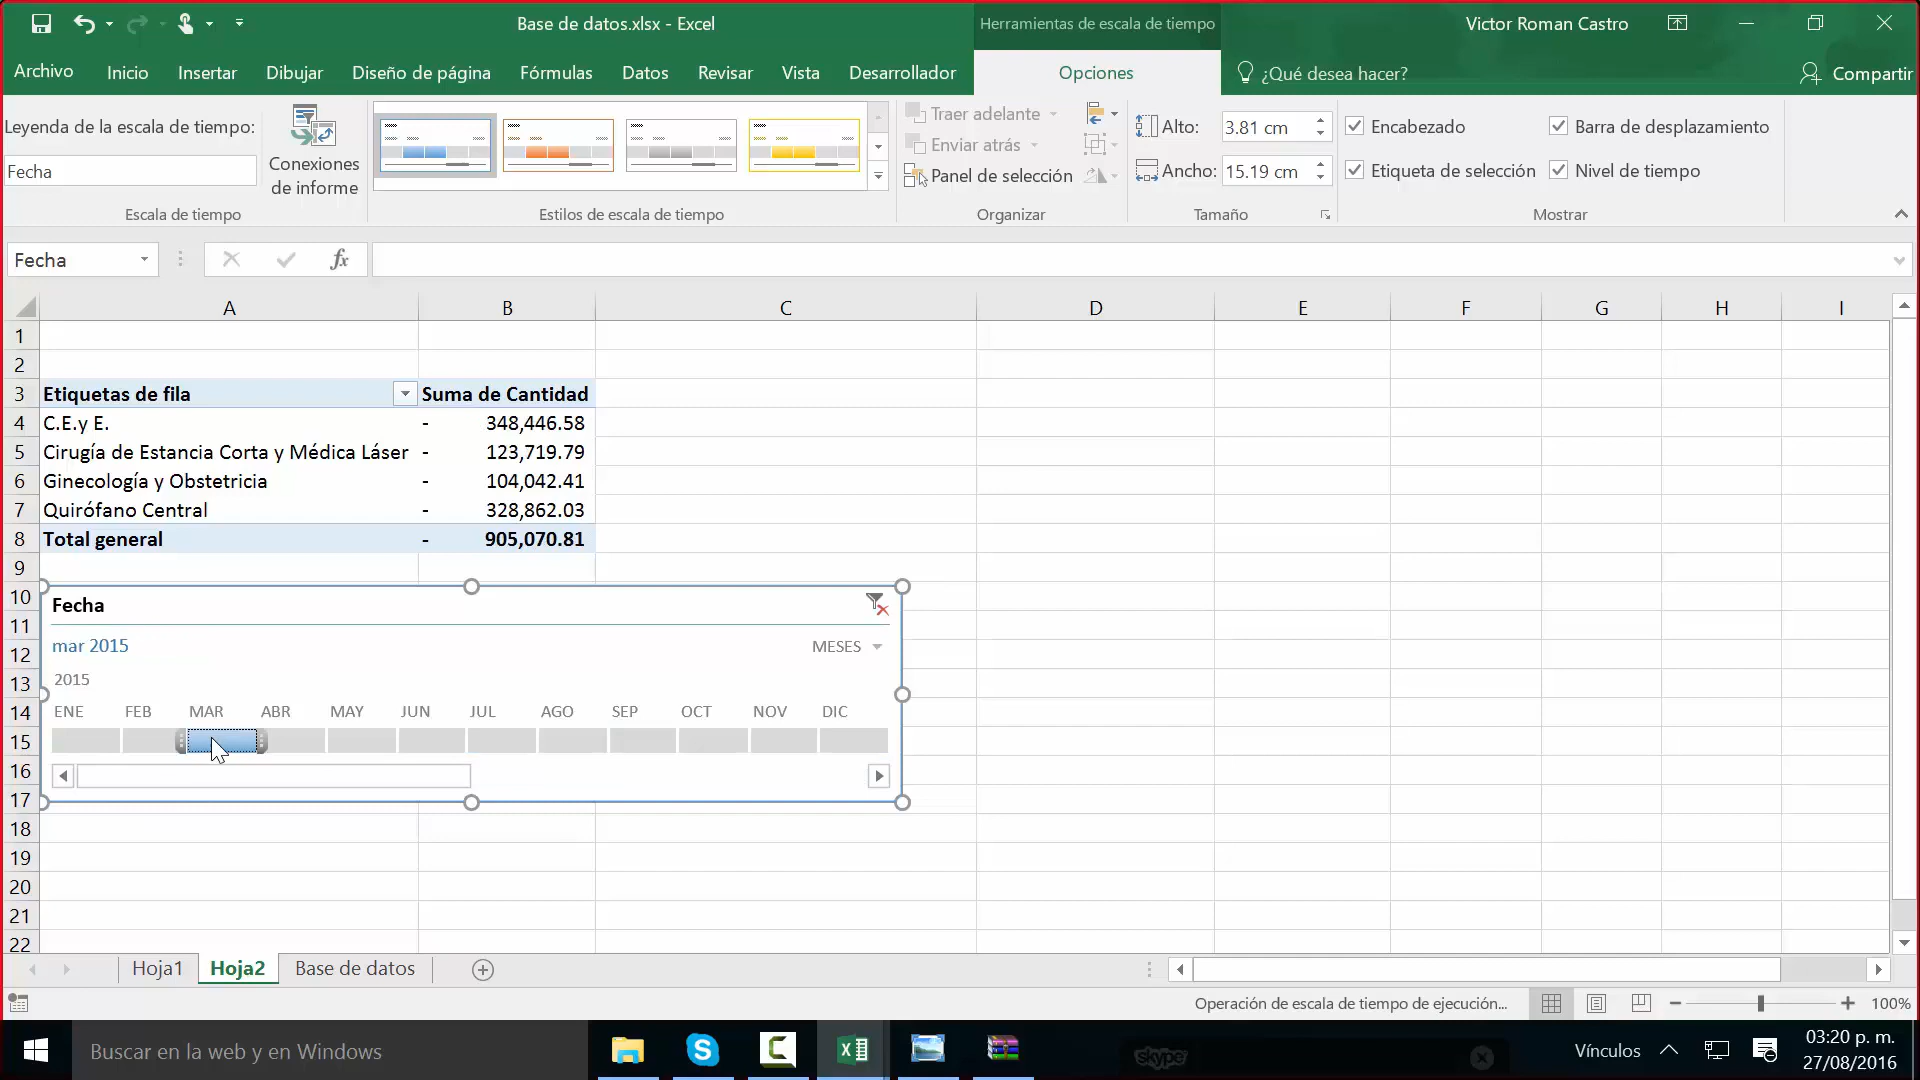 Base de datos.xlsx - Excel
Herramientas de escala de tiempo
Victor Roman Castro
Archivo
Inicio
Insertar
Dibujar
Diseño de página
Fórmulas
Datos
Revisar
Vista
Desarrollador
Opciones
¿Qué desea hacer?
Compartir
Leyenda de la escala de tiempo:
Fecha
Escala de tiempo
Conexiones
de informe
Estilos de escala de tiempo
Traer adelante
Enviar atrás
Panel de selección
Organizar
Alto:
3.81 cm
Ancho:
15.19 cm
Tamaño
Encabezado
Barra de desplazamiento
Etiqueta de selección
Nivel de tiempo
Mostrar
Fecha
fx
A B C D E F G H I
1
2
3 Etiquetas de fila Suma de Cantidad
4 C.E.y E. - 348,446.58
5 Cirugía de Estancia Corta y Médica Láser - 123,719.79
6 Ginecología y Obstetricia - 104,042.41
7 Quirófano Central - 328,862.03
8 Total general - 905,070.81
9
10 Fecha
11
12 mar 2015 MESES
13 2015
14 ENE FEB MAR ABR MAY JUN JUL AGO SEP OCT NOV DIC
15
16
17
18
19
20
21
22
Hoja1
Hoja2
Base de datos
Operación de escala de tiempo de ejecución...
100%
Buscar en la web y en Windows
skype
Vínculos
03:20 p. m.
27/08/2016